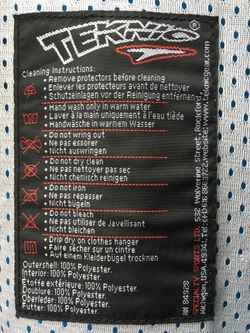 TEKNIC®
Cleaning Instructions:
• Remove protectors before cleaning
• Enlever les protecteurs avant de nettoyer
• Schutzeinlagen vor der Reinigung entfernen
• Hand wash only in warm water
• Laver à la main uniquement à l'eau tiède
• Handwäsche in warmem Wasser
• Do not wring out
• Ne pas essorer
• Nicht auswringen
• Do not dry clean
• Ne pas nettoyer pas sec
• Nicht chemisch reinigen
• Do not iron
• Ne pas répasser
• Nicht bügeln
• Do not bleach
• Ne pas utiliser de Javellisant
• Nicht bleichen
• Drip dry on clothes hanger
• Faire sécher sur un cintre
• Auf einem Kleiderbügel trocknen
Outershell: 100% Polyester.
Interior: 100% Polyester.
Étoffe extérieure: 100% Polyester.
Doublure: 100% Polyester.
Oberleder: 100% Polyester.
Futter: 100% Polyester.
RN 84928